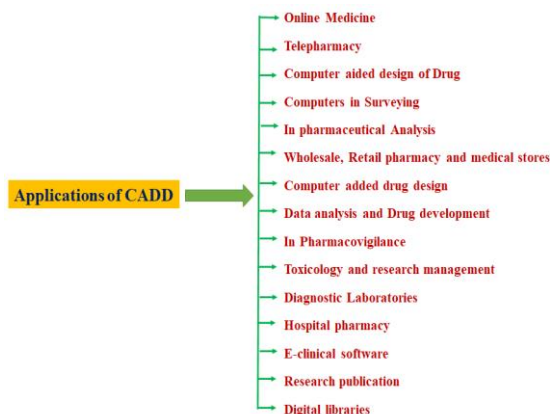 Online Medicine
Telepharmacy
Computer aided design of Drug
Computers in Surveying
In pharmaceutical Analysis
Wholesale, Retail pharmacy and medical stores
Applications of CADD
Computer added drug design
Data analysis and Drug development
In Pharmacovigilance
Toxicology and research management
Diagnostic Laboratories
Hospital pharmacy
E-clinical software
Research publication
Digital libraries